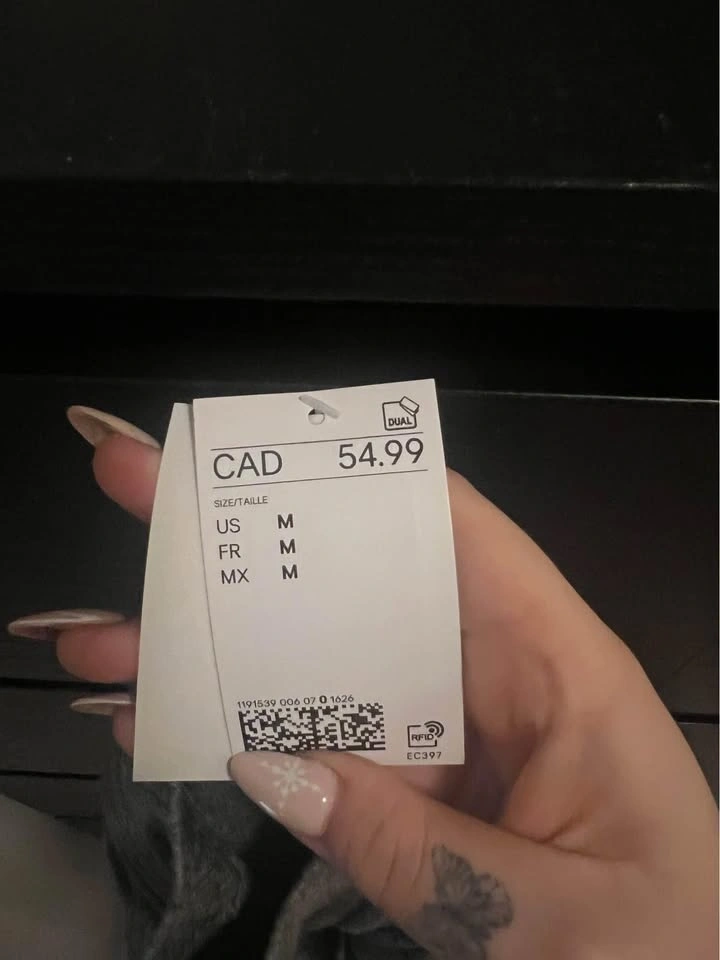 DUAL
CAD 54.99
SIZE/TAILLE
US M
FR M
MX M
1191539 006 07 0 1626
RFID
EC397